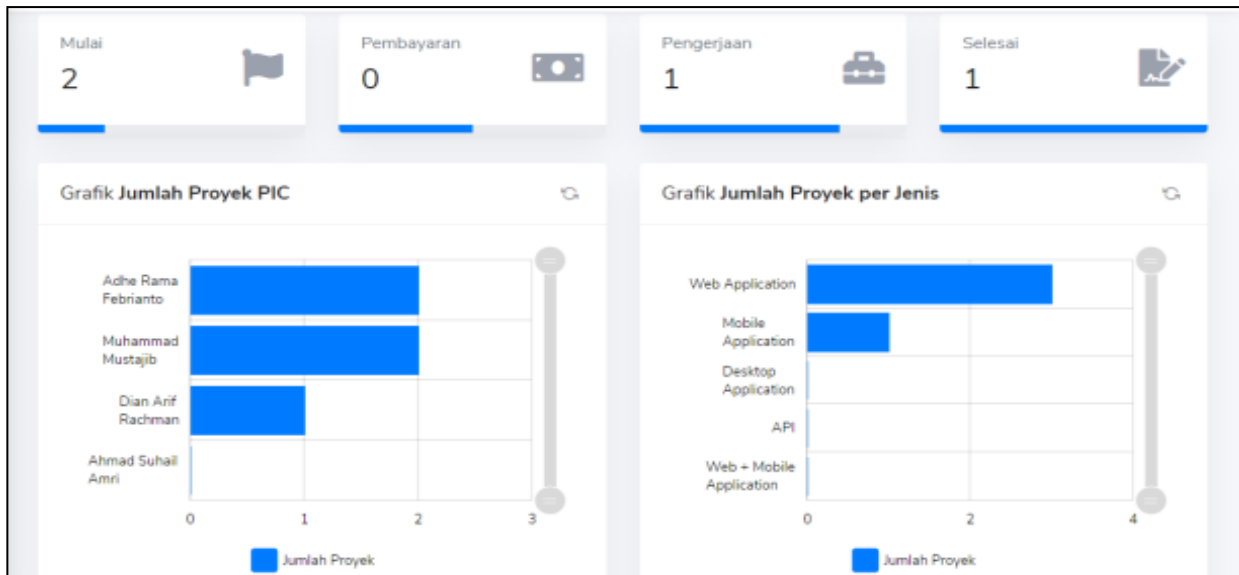 Mulai
2
Pembayaran
0
Pengerjaan
1
Selesai
1
Grafik Jumlah Proyek PIC
Adhe Rama
Febrianto
Muhammad
Mustajib
Dian Arif
Rachman
Ahmad Suhail
Amri
0 1 2 3
Jumlah Proyek
Grafik Jumlah Proyek per Jenis
Web Application
Mobile
Application
Desktop
Application
API
Web + Mobile
Application
0 2 4
Jumlah Proyek